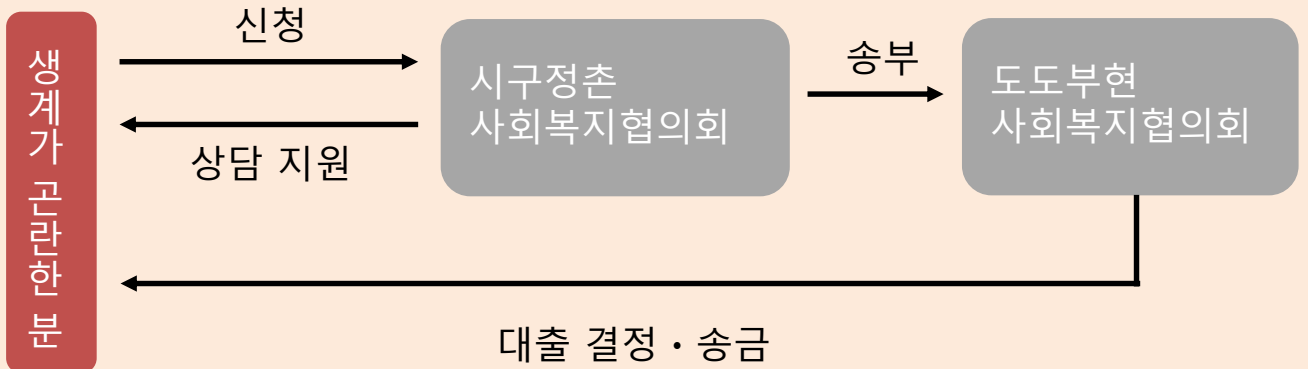 생계가 곤란한 분
신청
상담 지원
시구정촌
사회복지협의회
송부
도도부현
사회복지협의회
대출 결정・송금